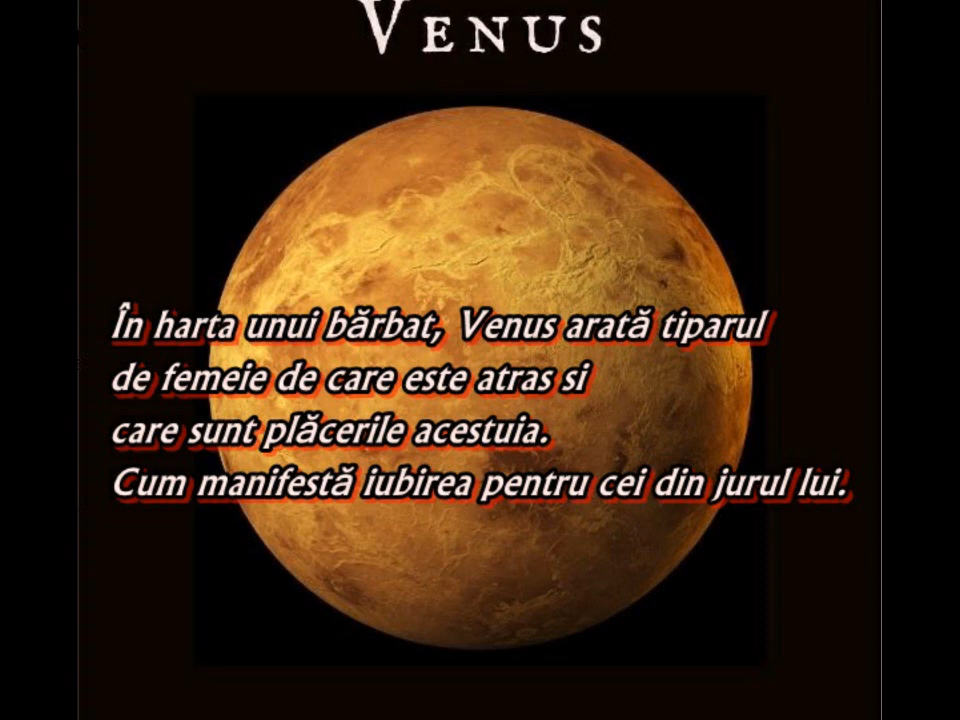 VENUS
În harta unui bărbat, Venus arată tiparul
de femeie de care este atras si
care sunt plăcerile acestuia.
Cum manifestă iubirea pentru cei din jurul lui.